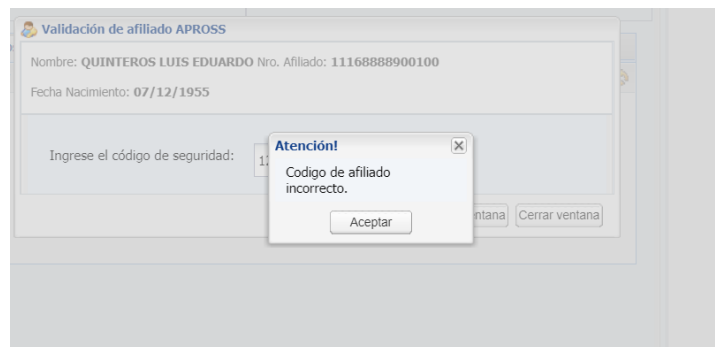 Validación de afiliado APROSS
Nombre: QUINTEROS LUIS EDUARDO Nro. Afiliado: 11168888900100
Fecha Nacimiento: 07/12/1955
Ingrese el código de seguridad:
Atención!
Codigo de afiliado
incorrecto.
Aceptar
Cerrar ventana